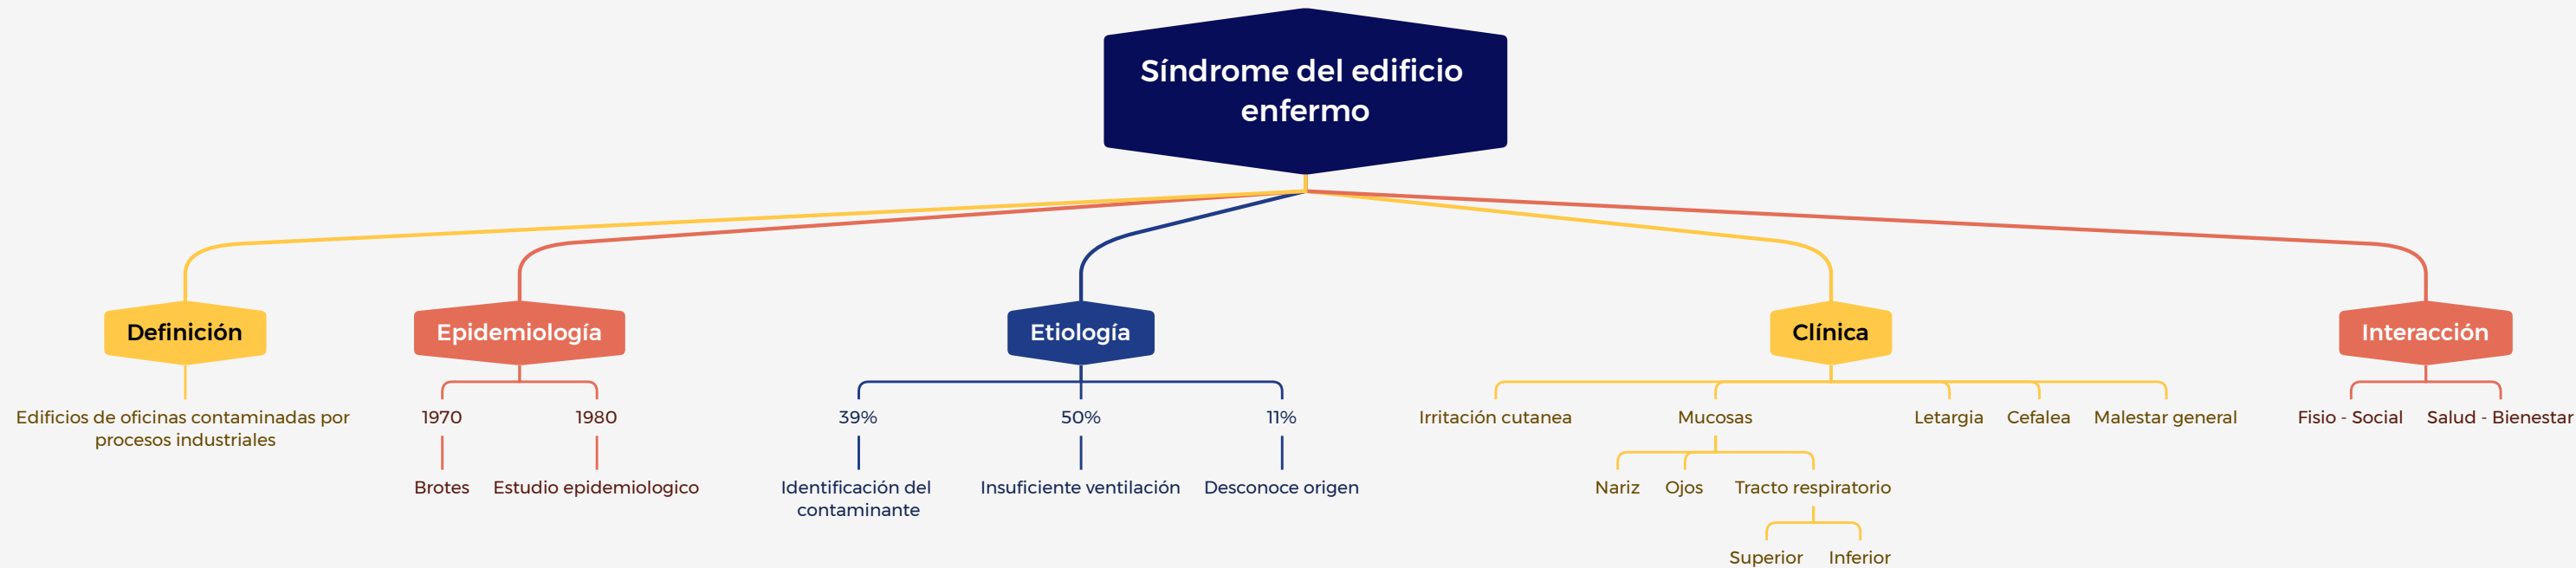 Síndrome del edificio
enfermo
Definición
Epidemiología
Etiología
Clínica
Interacción
Edificios de oficinas contaminadas por
procesos industriales
1970
1980
39%
50%
11%
Irritación cutanea
Mucosas
Letargia
Cefalea
Malestar general
Fisio - Social
Salud - Bienestar
Brotes
Estudio epidemiologico
Identificación del
contaminante
Insuficiente ventilación
Desconoce origen
Nariz
Ojos
Tracto respiratorio
Superior
Inferior